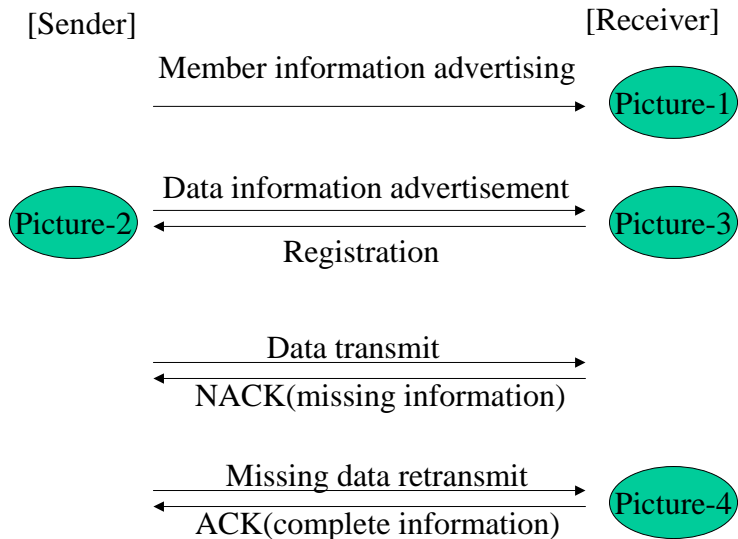 [Sender]
[Receiver]
Member information advertising
Picture-1
Data information advertisement
Picture-2
Picture-3
Registration
Data transmit
NACK(missing information)
Missing data retransmit
Picture-4
ACK(complete information)